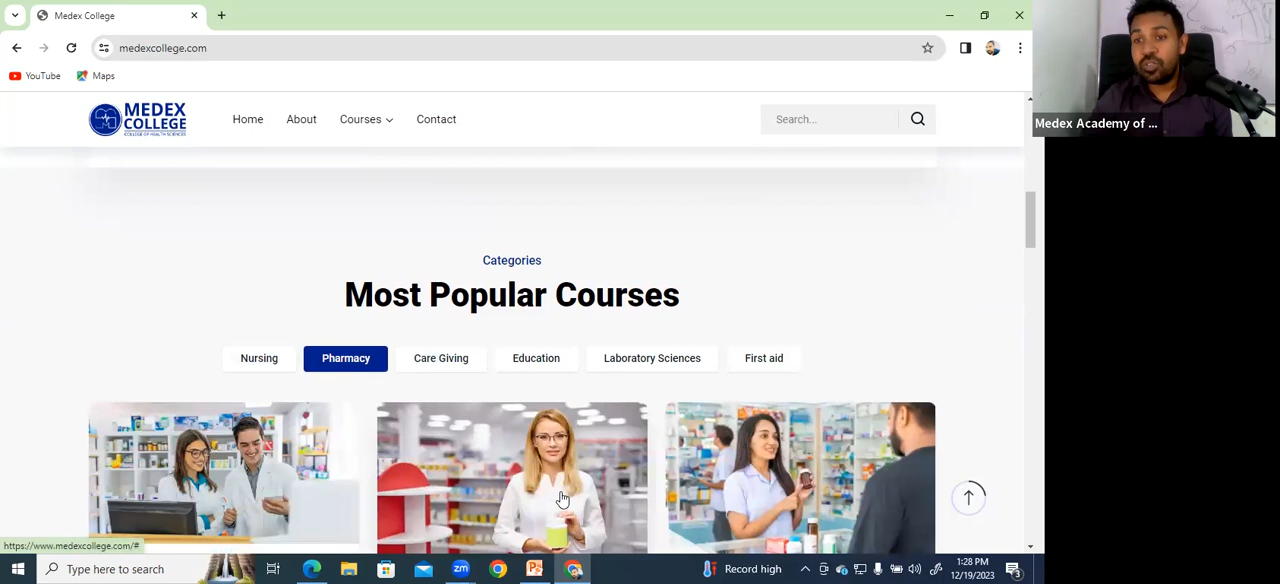 Medex College
medexcollege.com
YouTube
Maps
MEDEX
COLLEGE
COLLEGE OF HEALTH SCIENCES
Home
About
Courses
Contact
Search...
Categories
Most Popular Courses
Nursing
Pharmacy
Care Giving
Education
Laboratory Sciences
First aid
https://www.medexcollege.com/#
Type here to search
Record high
1:28 PM
12/19/2023
3
Medex Academy of ...